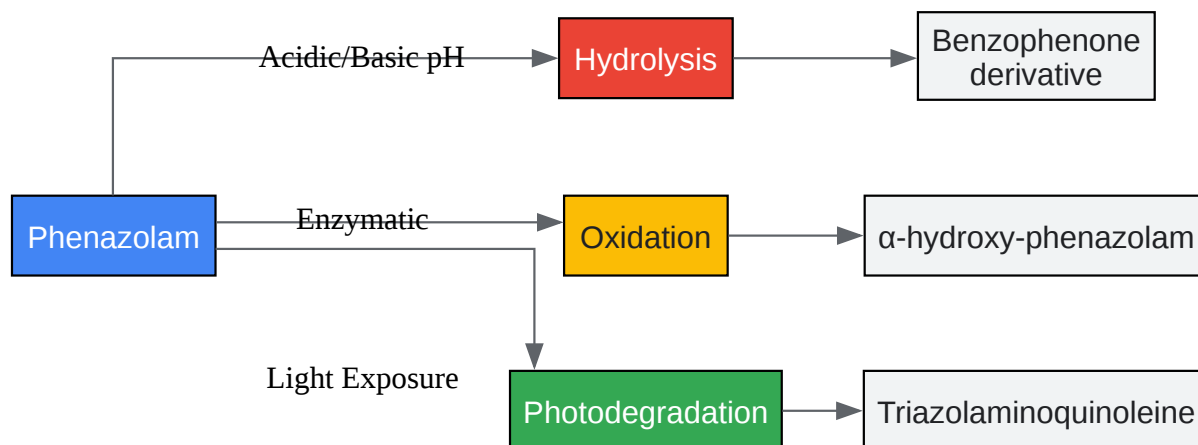 Acidic/Basic pH
Hydrolysis
Benzophenone
derivative
Phenazolam
Enzymatic
Oxidation
α-hydroxy-phenazolam
Light Exposure
Photodegradation
Triazolaminoquinoleine